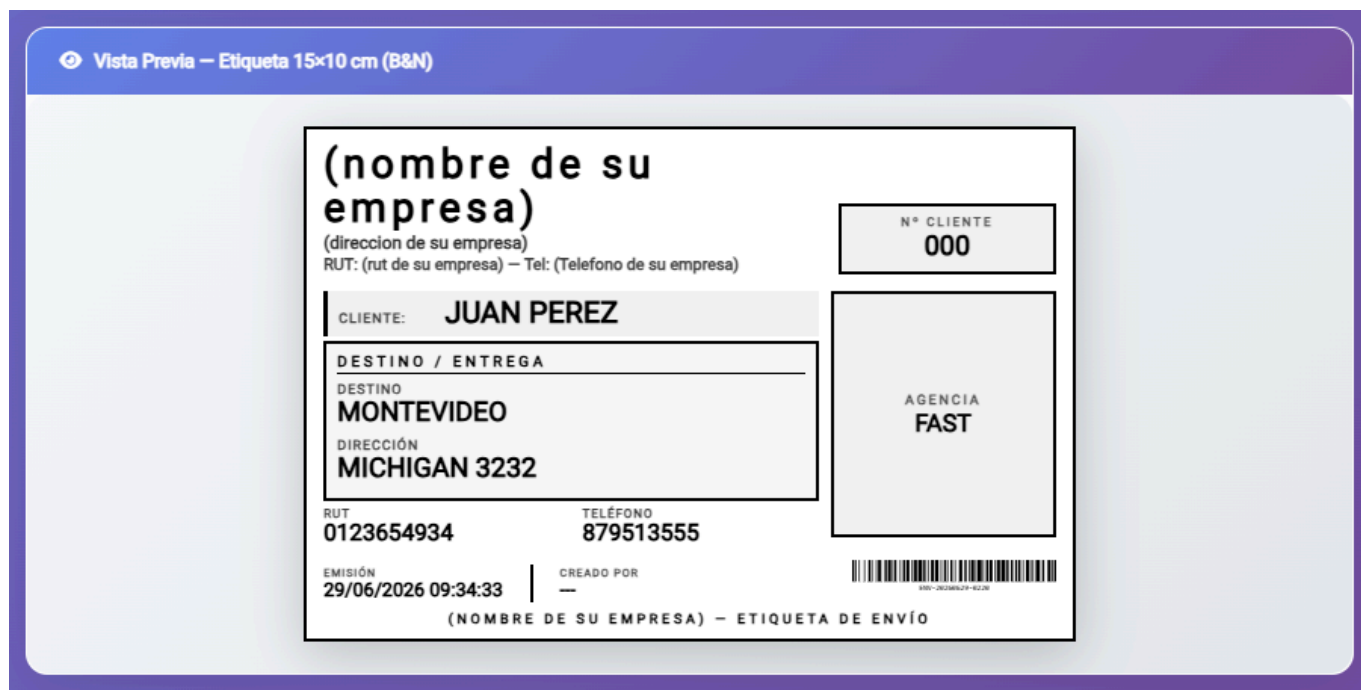 Vista Previa — Etiqueta 15×10 cm (B&N)
(nombre de su
empresa)
(direccion de su empresa)
RUT: (rut de su empresa) — Tel: (Telefono de su empresa)
Nº CLIENTE
000
CLIENTE: JUAN PEREZ
DESTINO / ENTREGA
DESTINO
MONTEVIDEO
DIRECCIÓN
MICHIGAN 3232
AGENCIA
FAST
RUT
0123654934
TELÉFONO
879513555
EMISIÓN
29/06/2026 09:34:33
CREADO POR
—
(NOMBRE DE SU EMPRESA) — ETIQUETA DE ENVÍO